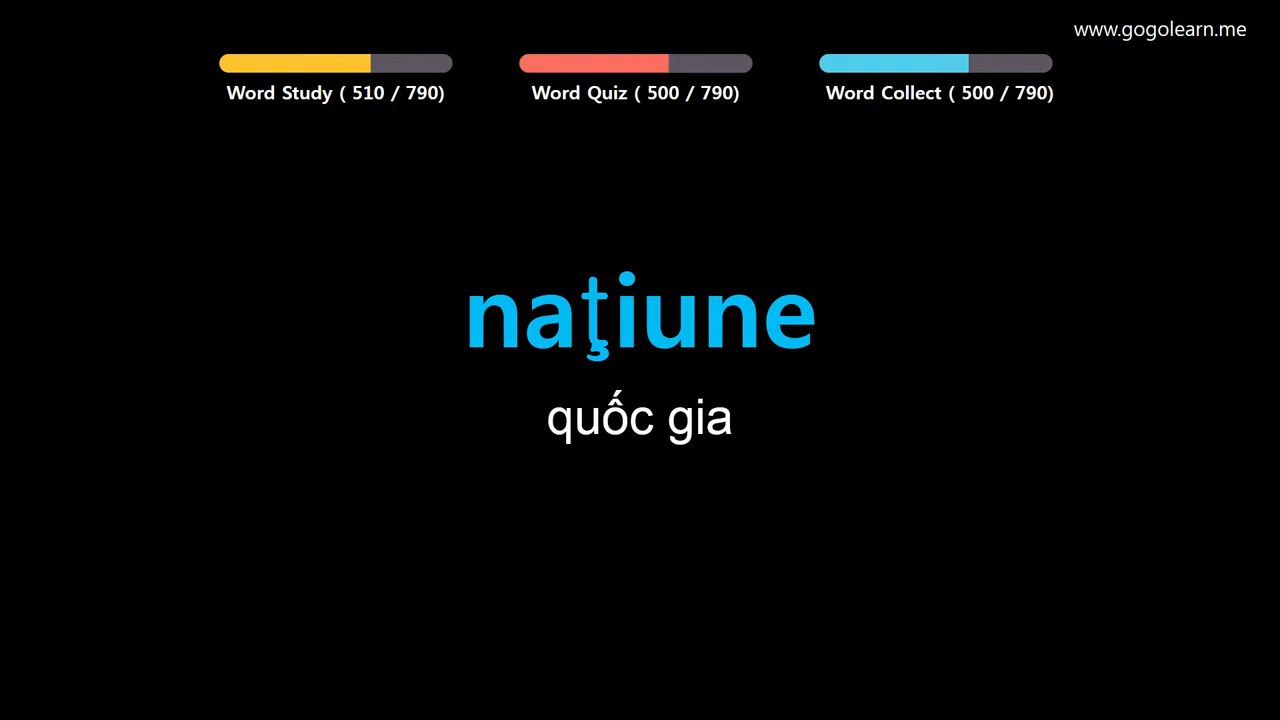 www.gogolearn.me
Word Study ( 510 / 790)
Word Quiz ( 500 / 790)
Word Collect ( 500 / 790)
naţiune
quốc gia